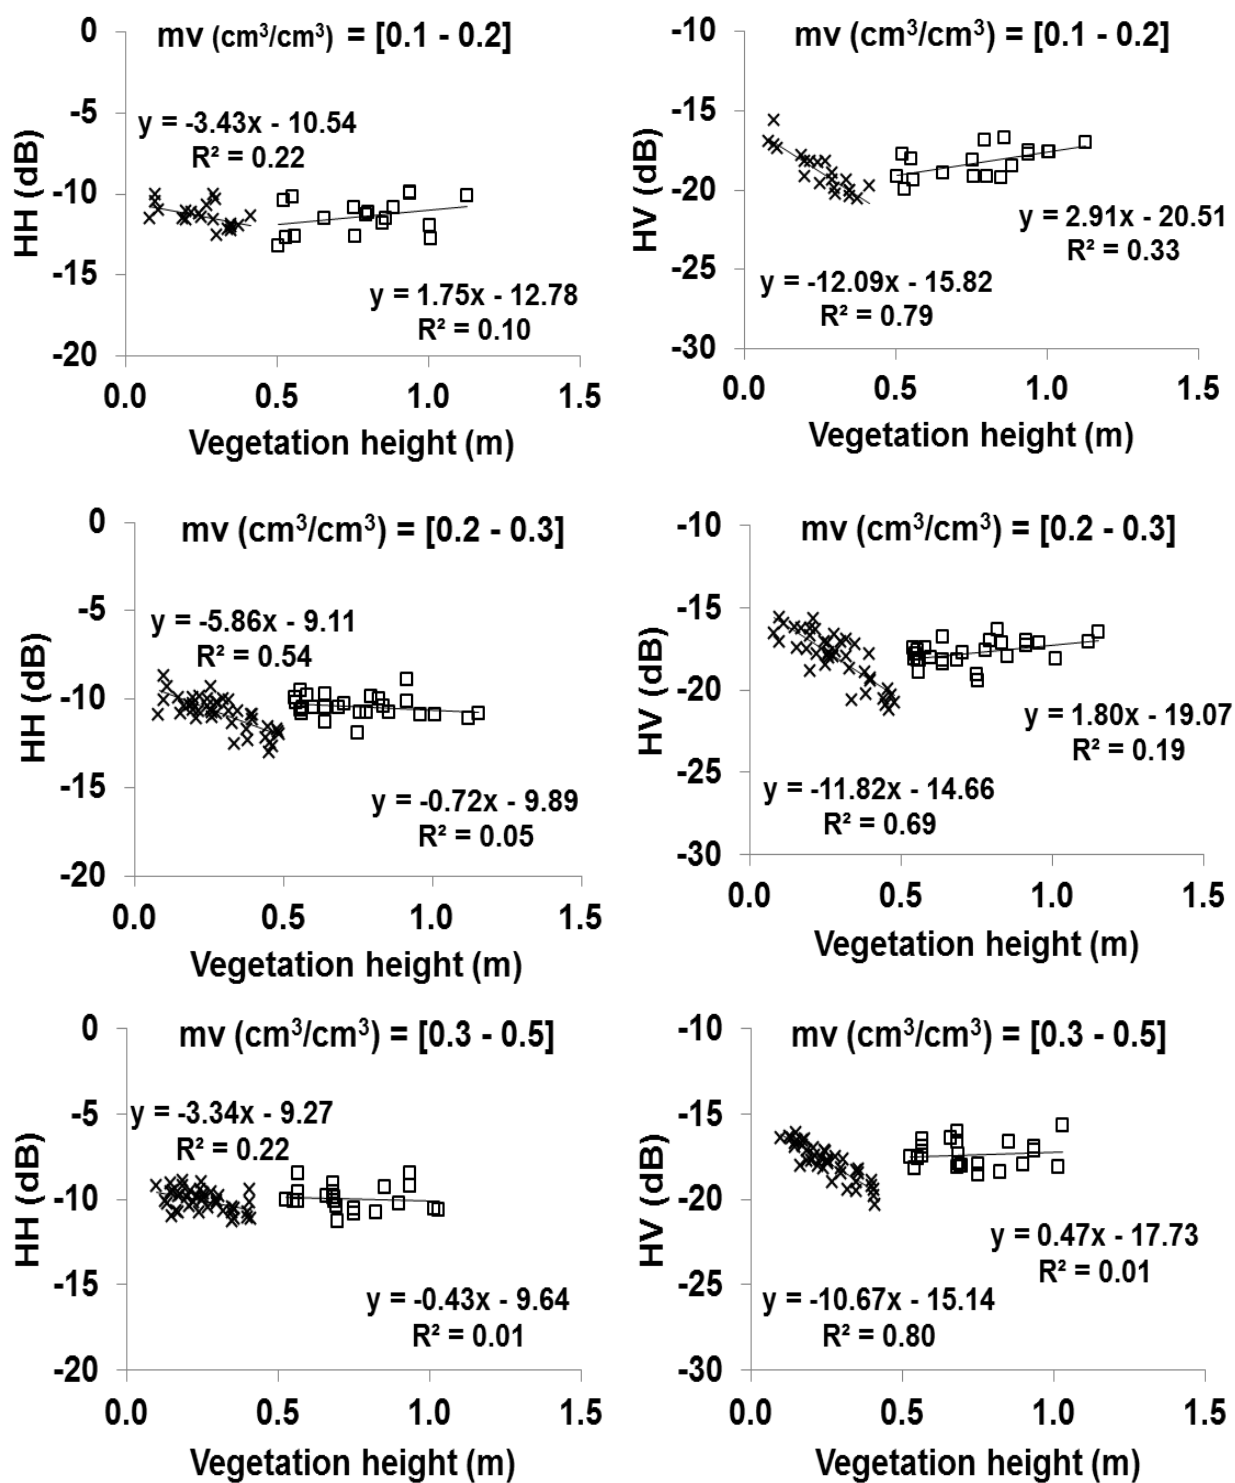 mv (cm³/cm³) = [0.1 - 0.2]
0
-5
-10
-15
-20
HH (dB)
y = -3.43x - 10.54
R² = 0.22
y = 1.75x - 12.78
R² = 0.10
0.0 0.5 1.0 1.5
Vegetation height (m)
mv (cm³/cm³) = [0.1 - 0.2]
-10
-15
-20
-25
-30
HV (dB)
y = 2.91x - 20.51
R² = 0.33
y = -12.09x - 15.82
R² = 0.79
0.0 0.5 1.0 1.5
Vegetation height (m)
mv (cm³/cm³) = [0.2 - 0.3]
0
-5
-10
-15
-20
HH (dB)
y = -5.86x - 9.11
R² = 0.54
y = -0.72x - 9.89
R² = 0.05
0.0 0.5 1.0 1.5
Vegetation height (m)
mv (cm³/cm³) = [0.2 - 0.3]
-10
-15
-20
-25
-30
HV (dB)
y = 1.80x - 19.07
R² = 0.19
y = -11.82x - 14.66
R² = 0.69
0.0 0.5 1.0 1.5
Vegetation height (m)
mv (cm³/cm³) = [0.3 - 0.5]
0
-5
-10
-15
-20
HH (dB)
y = -3.34x - 9.27
R² = 0.22
y = -0.43x - 9.64
R² = 0.01
0.0 0.5 1.0 1.5
Vegetation height (m)
mv (cm³/cm³) = [0.3 - 0.5]
-10
-15
-20
-25
-30
HV (dB)
y = 0.47x - 17.73
R² = 0.01
y = -10.67x - 15.14
R² = 0.80
0.0 0.5 1.0 1.5
Vegetation height (m)